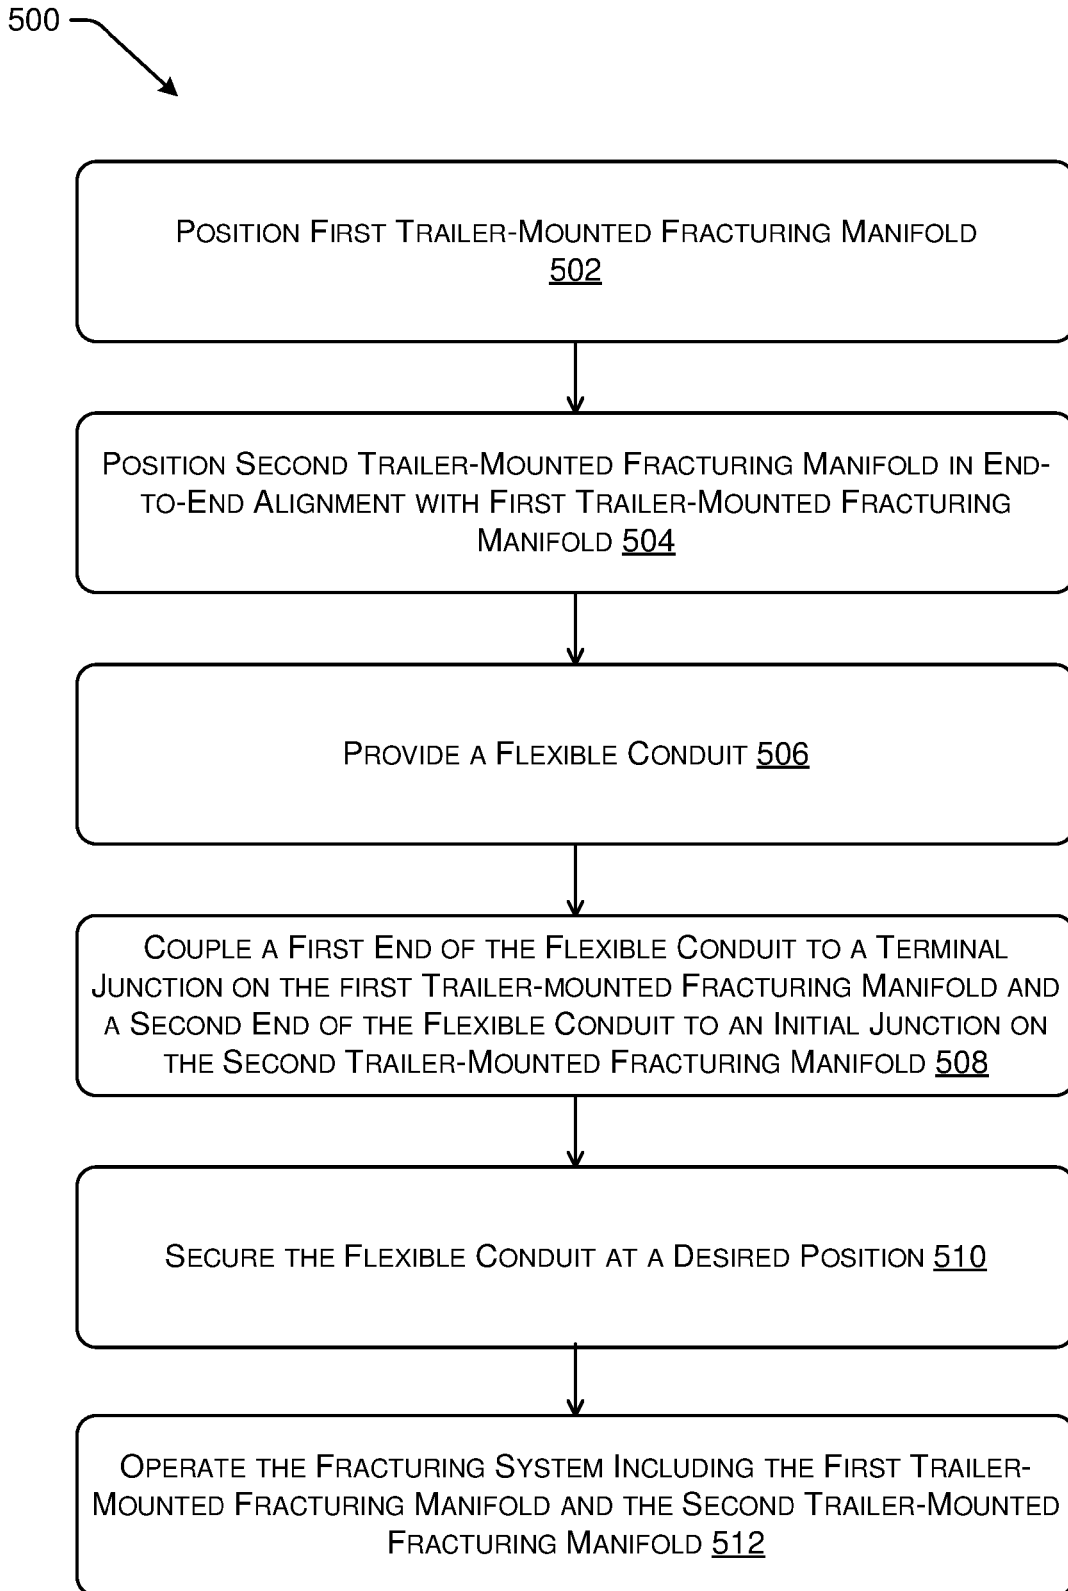 500
POSITION FIRST TRAILER-MOUNTED FRACTURING MANIFOLD
502
POSITION SECOND TRAILER-MOUNTED FRACTURING MANIFOLD IN END-
TO-END ALIGNMENT WITH FIRST TRAILER-MOUNTED FRACTURING
MANIFOLD 504
PROVIDE A FLEXIBLE CONDUIT 506
COUPLE A FIRST END OF THE FLEXIBLE CONDUIT TO A TERMINAL
JUNCTION ON THE FIRST TRAILER-MOUNTED FRACTURING MANIFOLD AND
A SECOND END OF THE FLEXIBLE CONDUIT TO AN INITIAL JUNCTION ON
THE SECOND TRAILER-MOUNTED FRACTURING MANIFOLD 508
SECURE THE FLEXIBLE CONDUIT AT A DESIRED POSITION 510
OPERATE THE FRACTURING SYSTEM INCLUDING THE FIRST TRAILER-
MOUNTED FRACTURING MANIFOLD AND THE SECOND TRAILER-MOUNTED
FRACTURING MANIFOLD 512